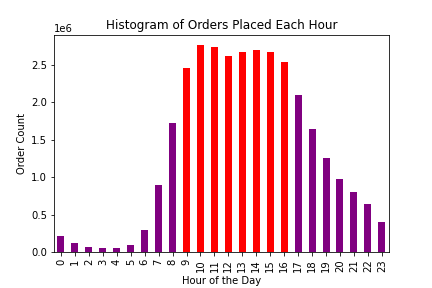 Histogram of Orders Placed Each Hour
1e6
2.5
2.0
1.5
1.0
0.5
0.0
Order Count
0 1 2 3 4 5 6 7 8 9 10 11 12 13 14 15 16 17 18 19 20 21 22 23
Hour of the Day